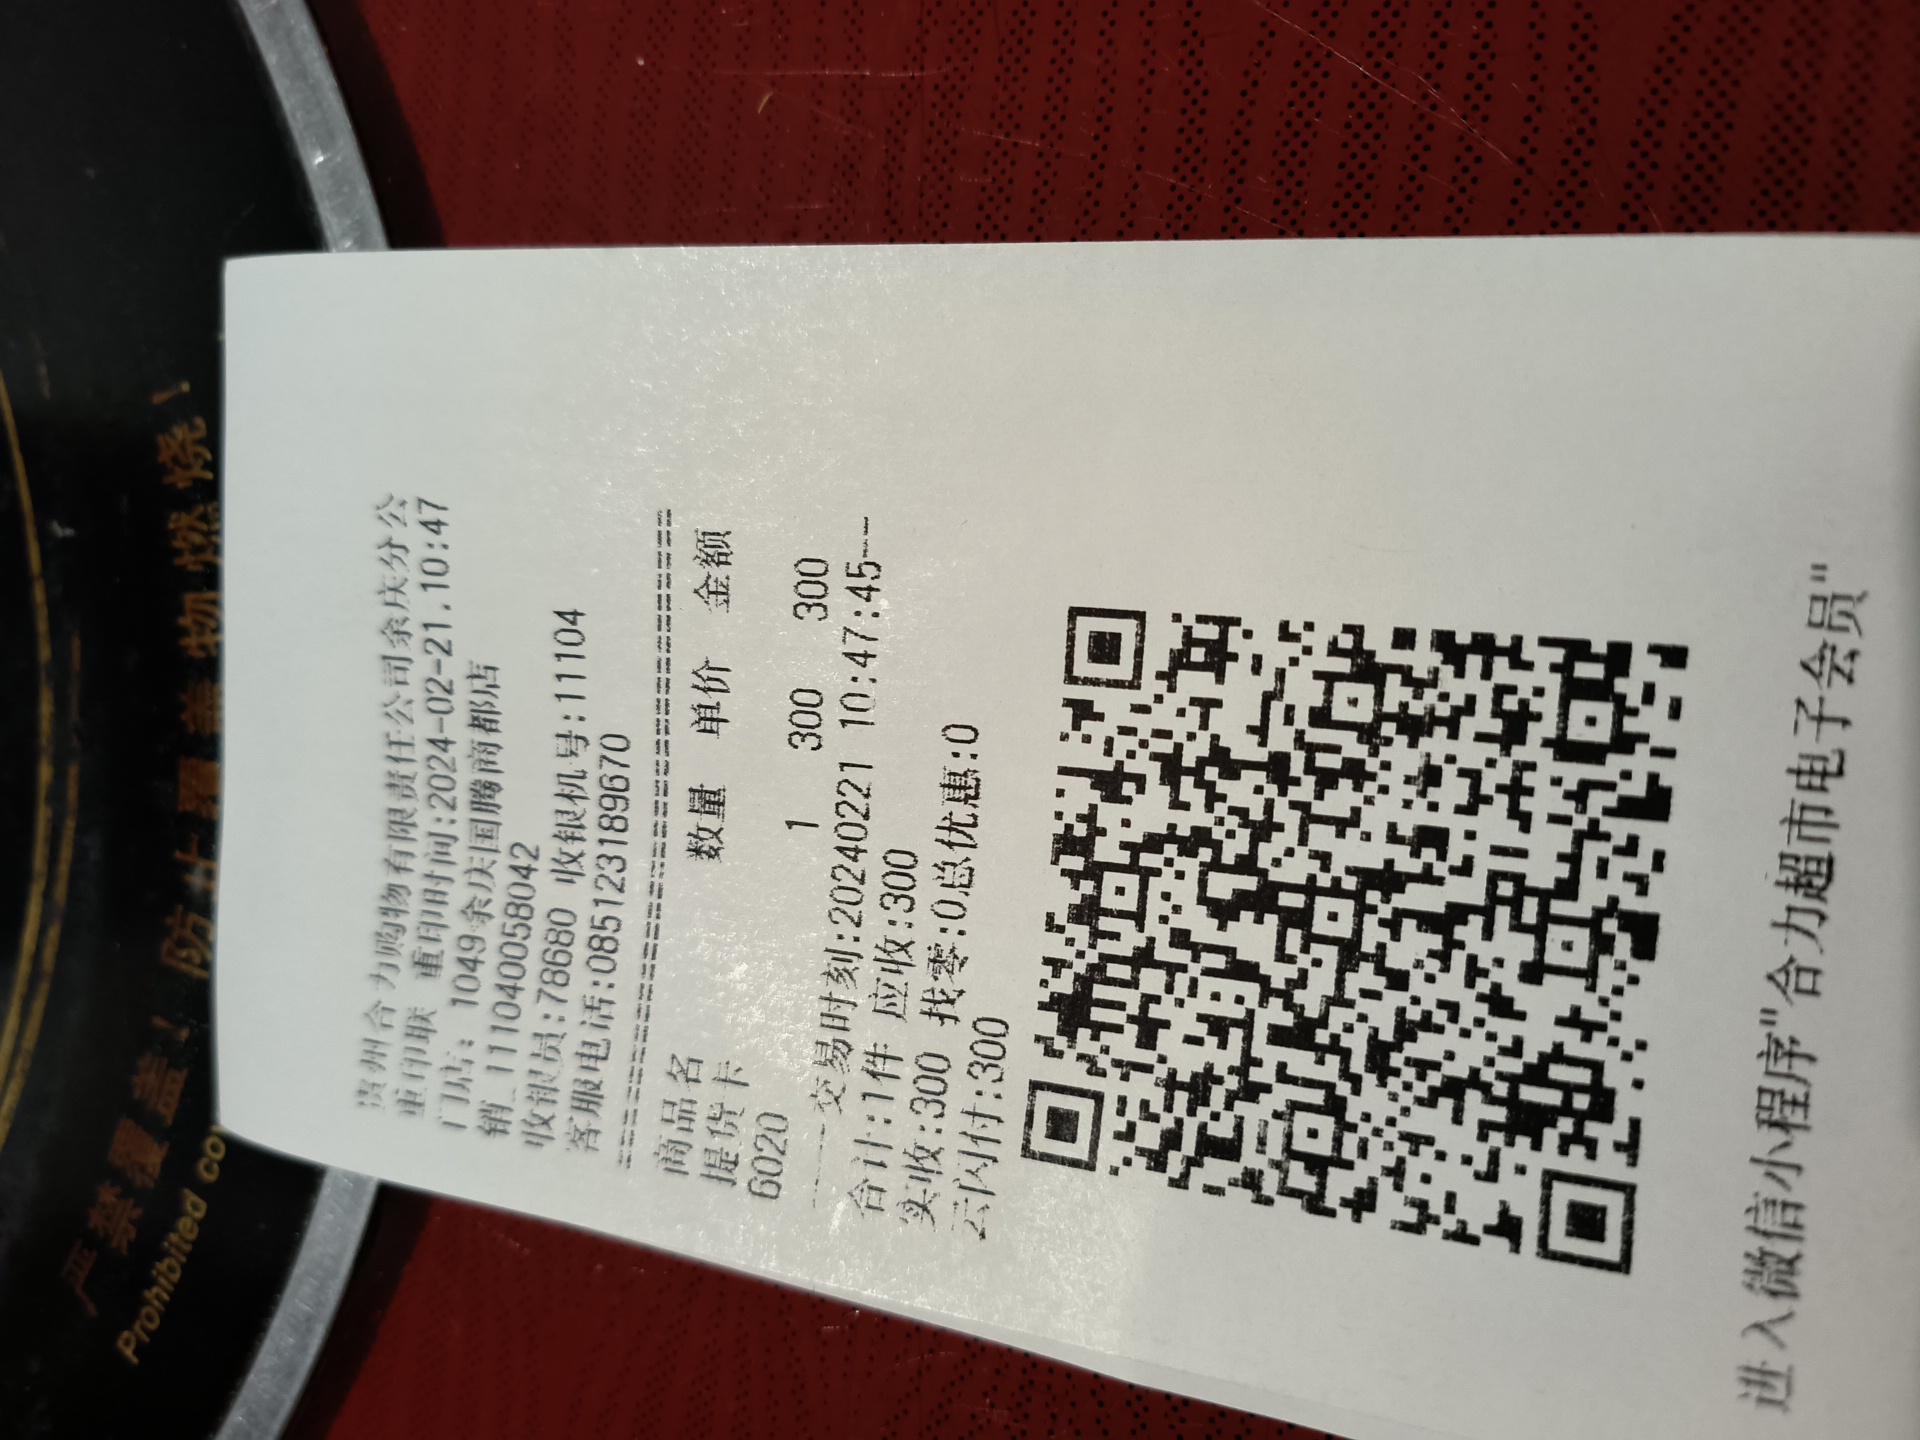 贵州合力购物有限责任公司余庆分公
重印联 重印时间:2024-02-21.10:47
门店: 1049余庆国腾商都店
销_111040058042
收银员:78680 收银机号:11104
客服电话:085123189670
商品名 数量 单价 金额
提货卡
6020 1 300 300
----交易时刻:20240221 10:47:45----
合计:1件 应收:300
实收:300 找零:0总优惠:0
云闪付:300
进入微信小程序"合力超市电子会员"
严禁覆盖！防止覆盖物燃烧！
Prohibited